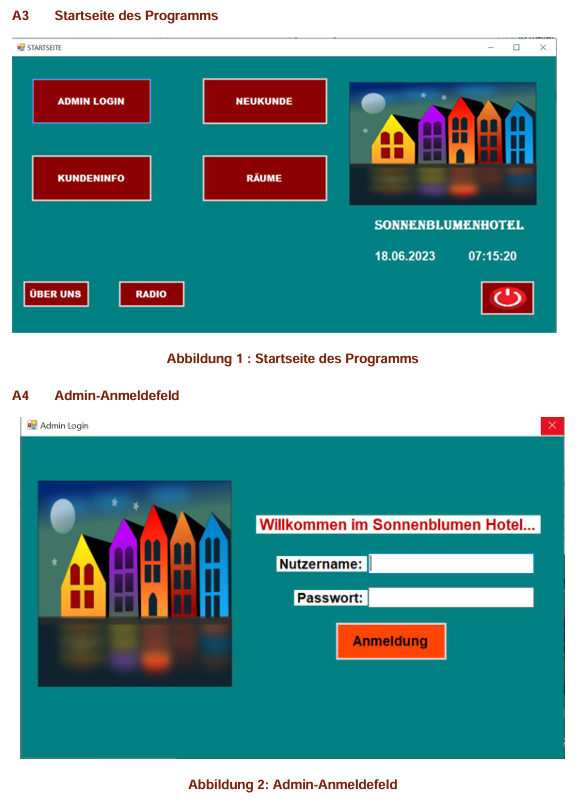 A3 Startseite des Programms
STARTSEITE
ADMIN LOGIN
NEUKUNDE
KUNDENINFO
RÄUME
SONNENBLUMENHOTEL
18.06.2023 07:15:20
ÜBER UNS
RADIO
Abbildung 1 : Startseite des Programms
A4 Admin-Anmeldefeld
Admin Login
Willkommen im Sonnenblumen Hotel...
Nutzername:
Passwort:
Anmeldung
Abbildung 2: Admin-Anmeldefeld